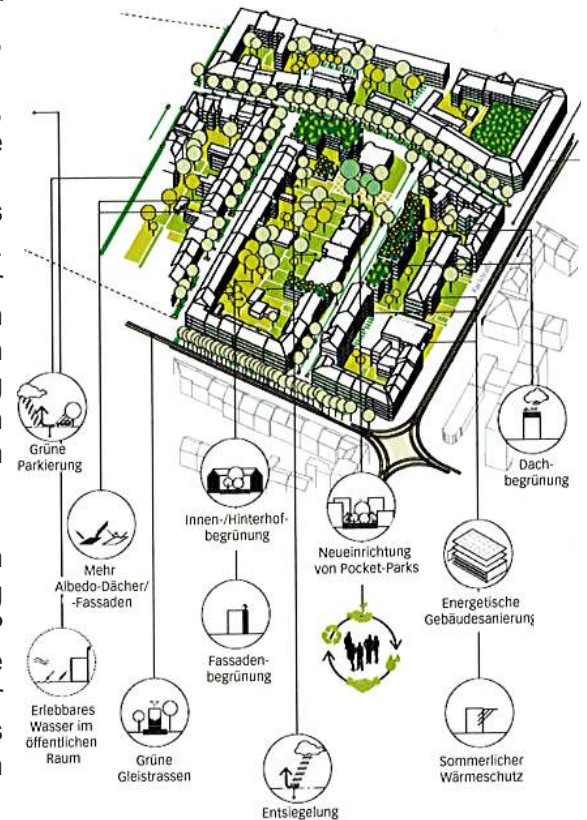 Grüne
Parkierung
Dach-
begrünung
Innen-/Hinterhof-
begrünung
Neueinrichtung
von Pocket-Parks
Mehr
Albedo-Dächer/
-Fassaden
Energetische
Gebäudesanierung
Fassaden-
begrünung
Erlebbares
Wasser im
öffentlichen
Raum
Grüne
Gleistrassen
Sommerlicher
Wärmeschutz
Entsiegelung